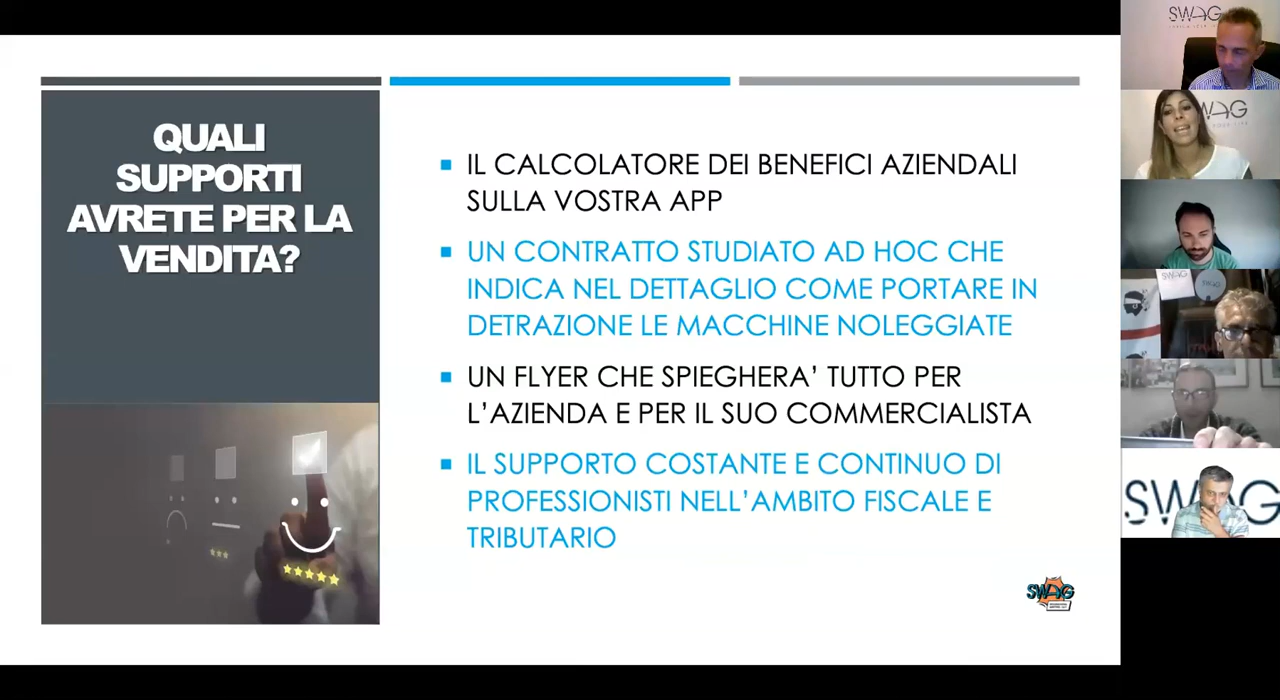 QUALI
SUPPORTI
AVRETE PER LA
VENDITA?
IL CALCOLATORE DEI BENEFICI AZIENDALI
SULLA VOSTRA APP
UN CONTRATTO STUDIATO AD HOC CHE
INDICA NEL DETTAGLIO COME PORTARE IN
DETRAZIONE LE MACCHINE NOLEGGIATE
UN FLYER CHE SPIEGHERA’ TUTTO PER
L’AZIENDA E PER IL SUO COMMERCIALISTA
IL SUPPORTO COSTANTE E CONTINUO DI
PROFESSIONISTI NELL’AMBITO FISCALE E
TRIBUTARIO
SWAG
SWAG
SWAG